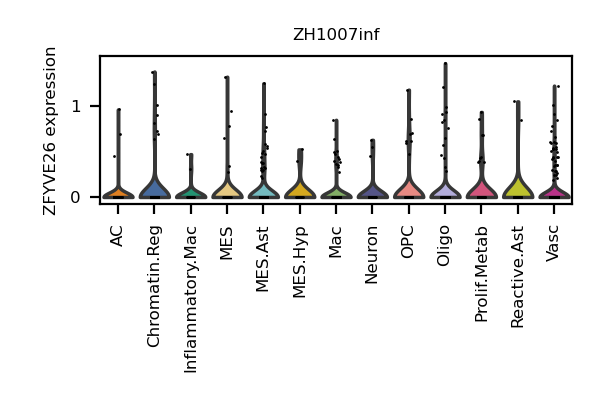 ZH1007inf
ZFYVE26 expression
1
0
AC
Chromatin.Reg
Inflammatory.Mac
MES
MES.Ast
MES.Hyp
Mac
Neuron
OPC
Oligo
Prolif.Metab
Reactive.Ast
Vasc